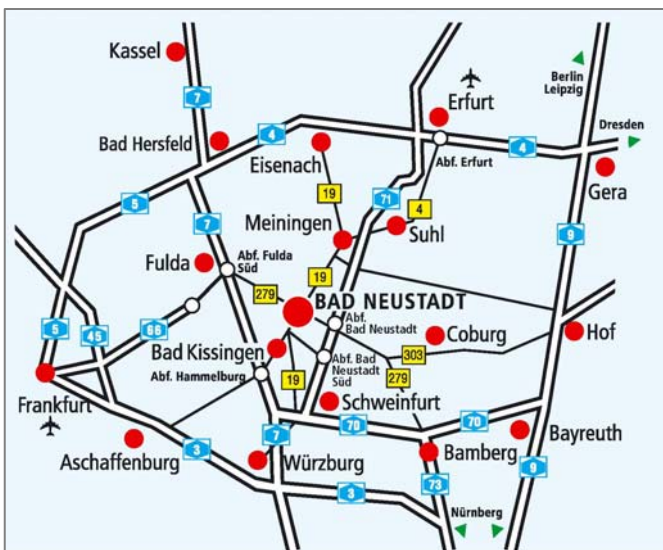 Kassel
7
Berlin
Leipzig
Erfurt
Dresden
Bad Hersfeld
4
Eisenach
Abf. Erfurt
4
Gera
5
19
71
4
7
Meiningen
Suhl
9
Fulda
Abf. Fulda
Süd
279
19
BAD NEUSTADT
5
45
66
Abf.
Bad Neustadt
Coburg
Hof
Bad Kissingen
Abf. Bad
Neustadt
Süd
303
279
Abf. Hammelburg
19
Frankfurt
Schweinfurt
70
70
Aschaffenburg
3
7
Würzburg
Bamberg
Bayreuth
9
3
73
Nürnberg